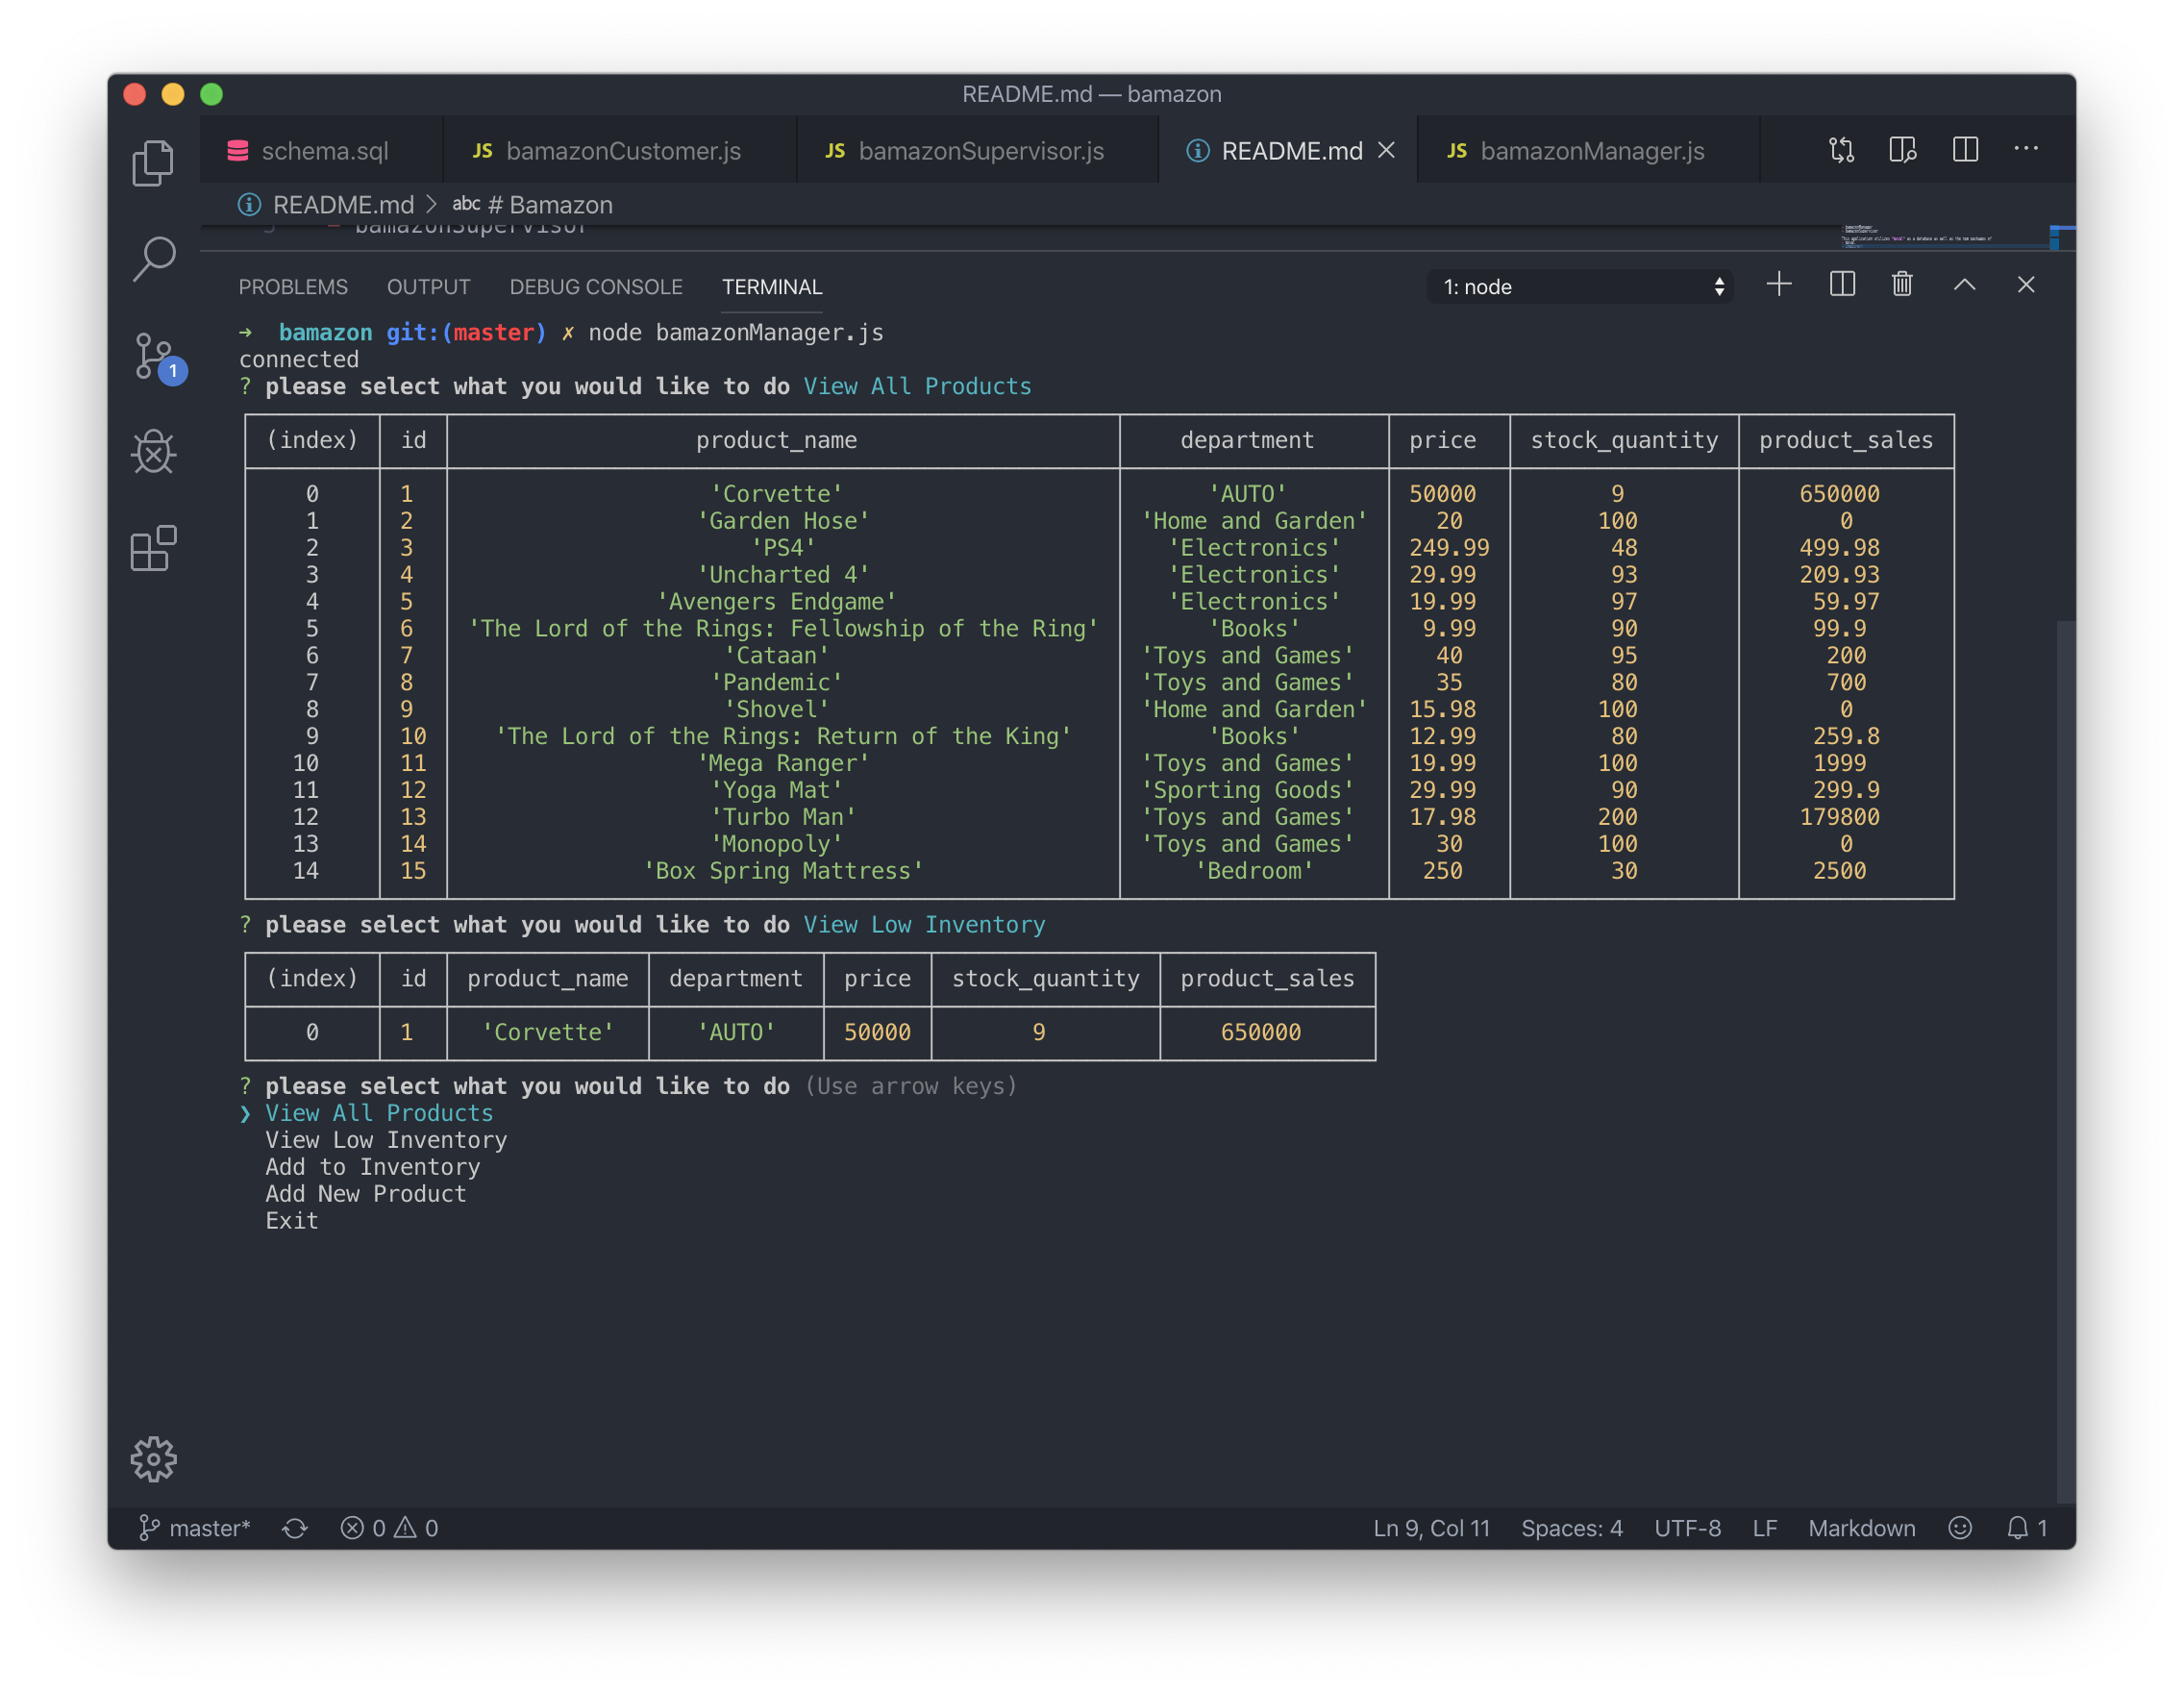 README.md — bamazon
schema.sql JS bamazonCustomer.js JS bamazonSupervisor.js README.md JS bamazonManager.js
README.md > abc # Bamazon
bamazonSupervisor
PROBLEMS OUTPUT DEBUG CONSOLE TERMINAL 1: node
➜ bamazon git:(master) ✗ node bamazonManager.js
connected
? please select what you would like to do View All Products
(index) id product_name department price stock_quantity product_sales
0 1 'Corvette' 'AUTO' 50000 9 650000
1 2 'Garden Hose' 'Home and Garden' 20 100 0
2 3 'PS4' 'Electronics' 249.99 48 499.98
3 4 'Uncharted 4' 'Electronics' 29.99 93 209.93
4 5 'Avengers Endgame' 'Electronics' 19.99 97 59.97
5 6 'The Lord of the Rings: Fellowship of the Ring' 'Books' 9.99 90 99.9
6 7 'Cataan' 'Toys and Games' 40 95 200
7 8 'Pandemic' 'Toys and Games' 35 80 700
8 9 'Shovel' 'Home and Garden' 15.98 100 0
9 10 'The Lord of the Rings: Return of the King' 'Books' 12.99 80 259.8
10 11 'Mega Ranger' 'Toys and Games' 19.99 100 1999
11 12 'Yoga Mat' 'Sporting Goods' 29.99 90 299.9
12 13 'Turbo Man' 'Toys and Games' 17.98 200 179800
13 14 'Monopoly' 'Toys and Games' 30 100 0
14 15 'Box Spring Mattress' 'Bedroom' 250 30 2500
? please select what you would like to do View Low Inventory
(index) id product_name department price stock_quantity product_sales
0 1 'Corvette' 'AUTO' 50000 9 650000
? please select what you would like to do (Use arrow keys)
❯ View All Products
View Low Inventory
Add to Inventory
Add New Product
Exit
1
master* 0 0 Ln 9, Col 11 Spaces: 4 UTF-8 LF Markdown 1